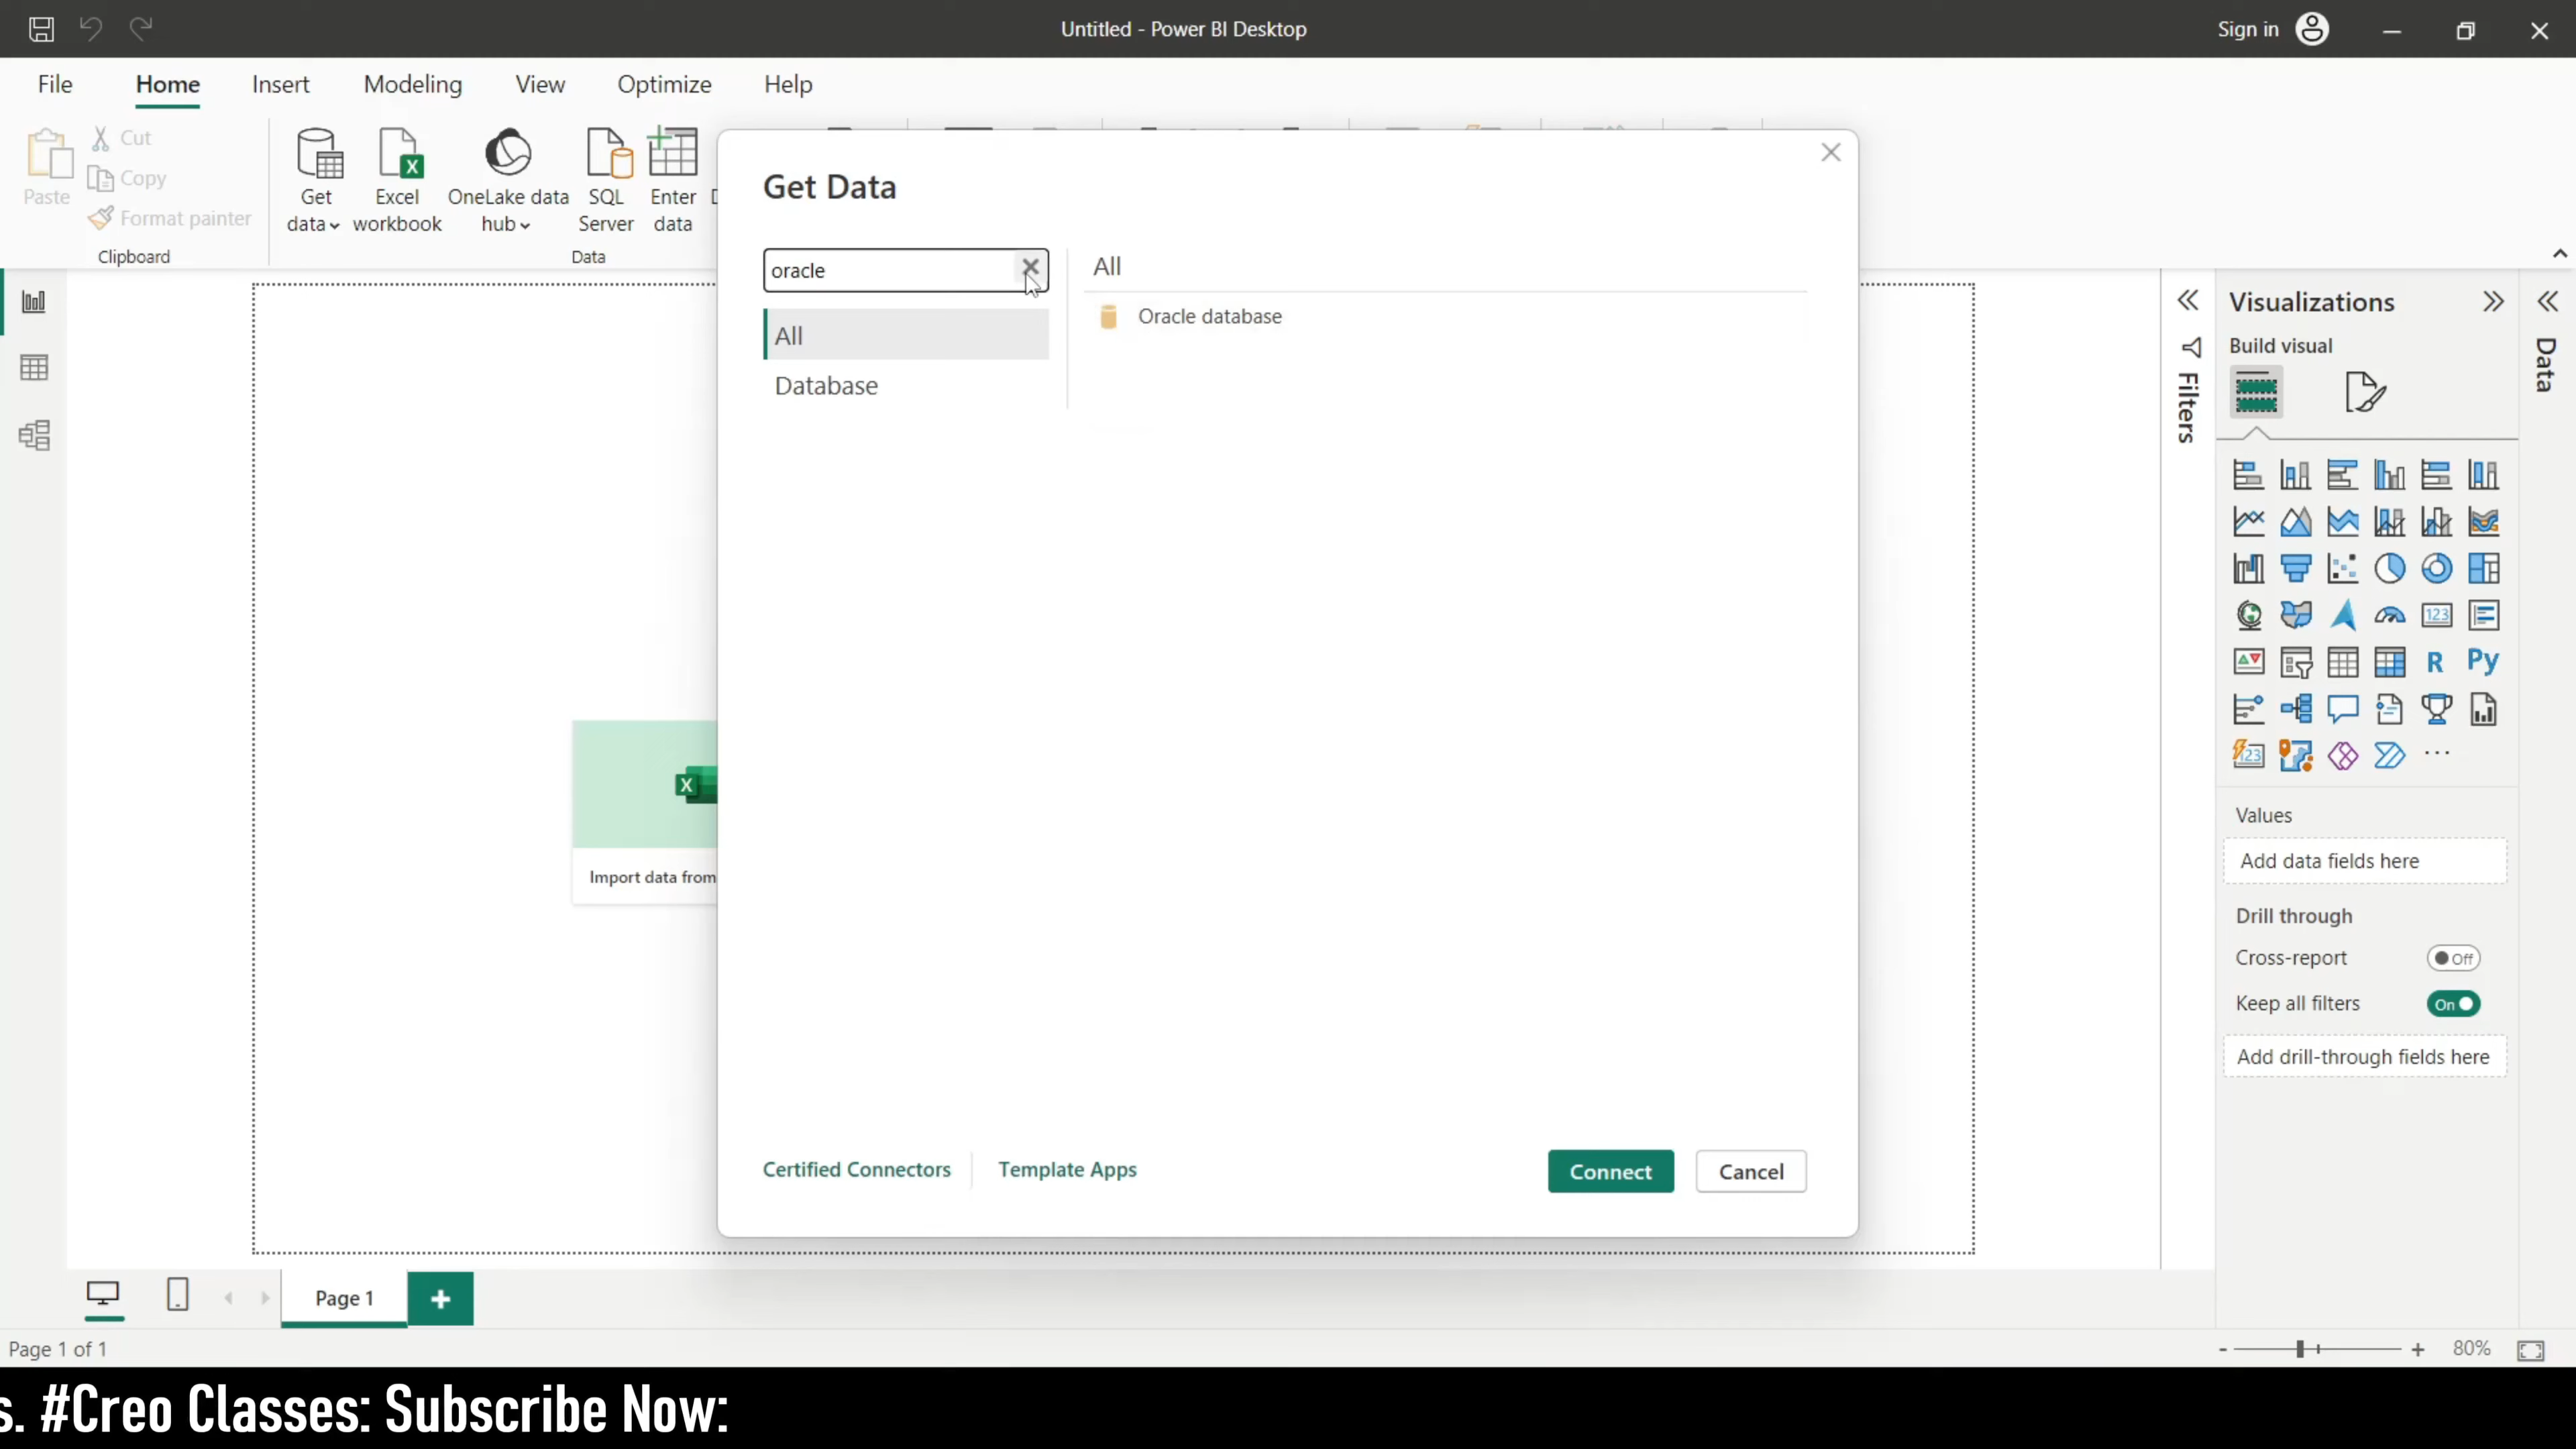 Untitled - Power BI Desktop
Sign in
File Home Insert Modeling View Optimize Help
Paste
Cut
Copy
Format painter
Clipboard
Get data
Excel workbook
OneLake data hub
SQL Server
Enter data
Data
Get Data
oracle
All
Database
All
Oracle database
Import data from
Certified Connectors
Template Apps
Connect
Cancel
Filters
Visualizations
Build visual
123
R
Py
123
Values
Add data fields here
Drill through
Cross-report
Off
Keep all filters
On
Add drill-through fields here
Data
Page 1
Page 1 of 1
80%
s. #Creo Classes: Subscribe Now: